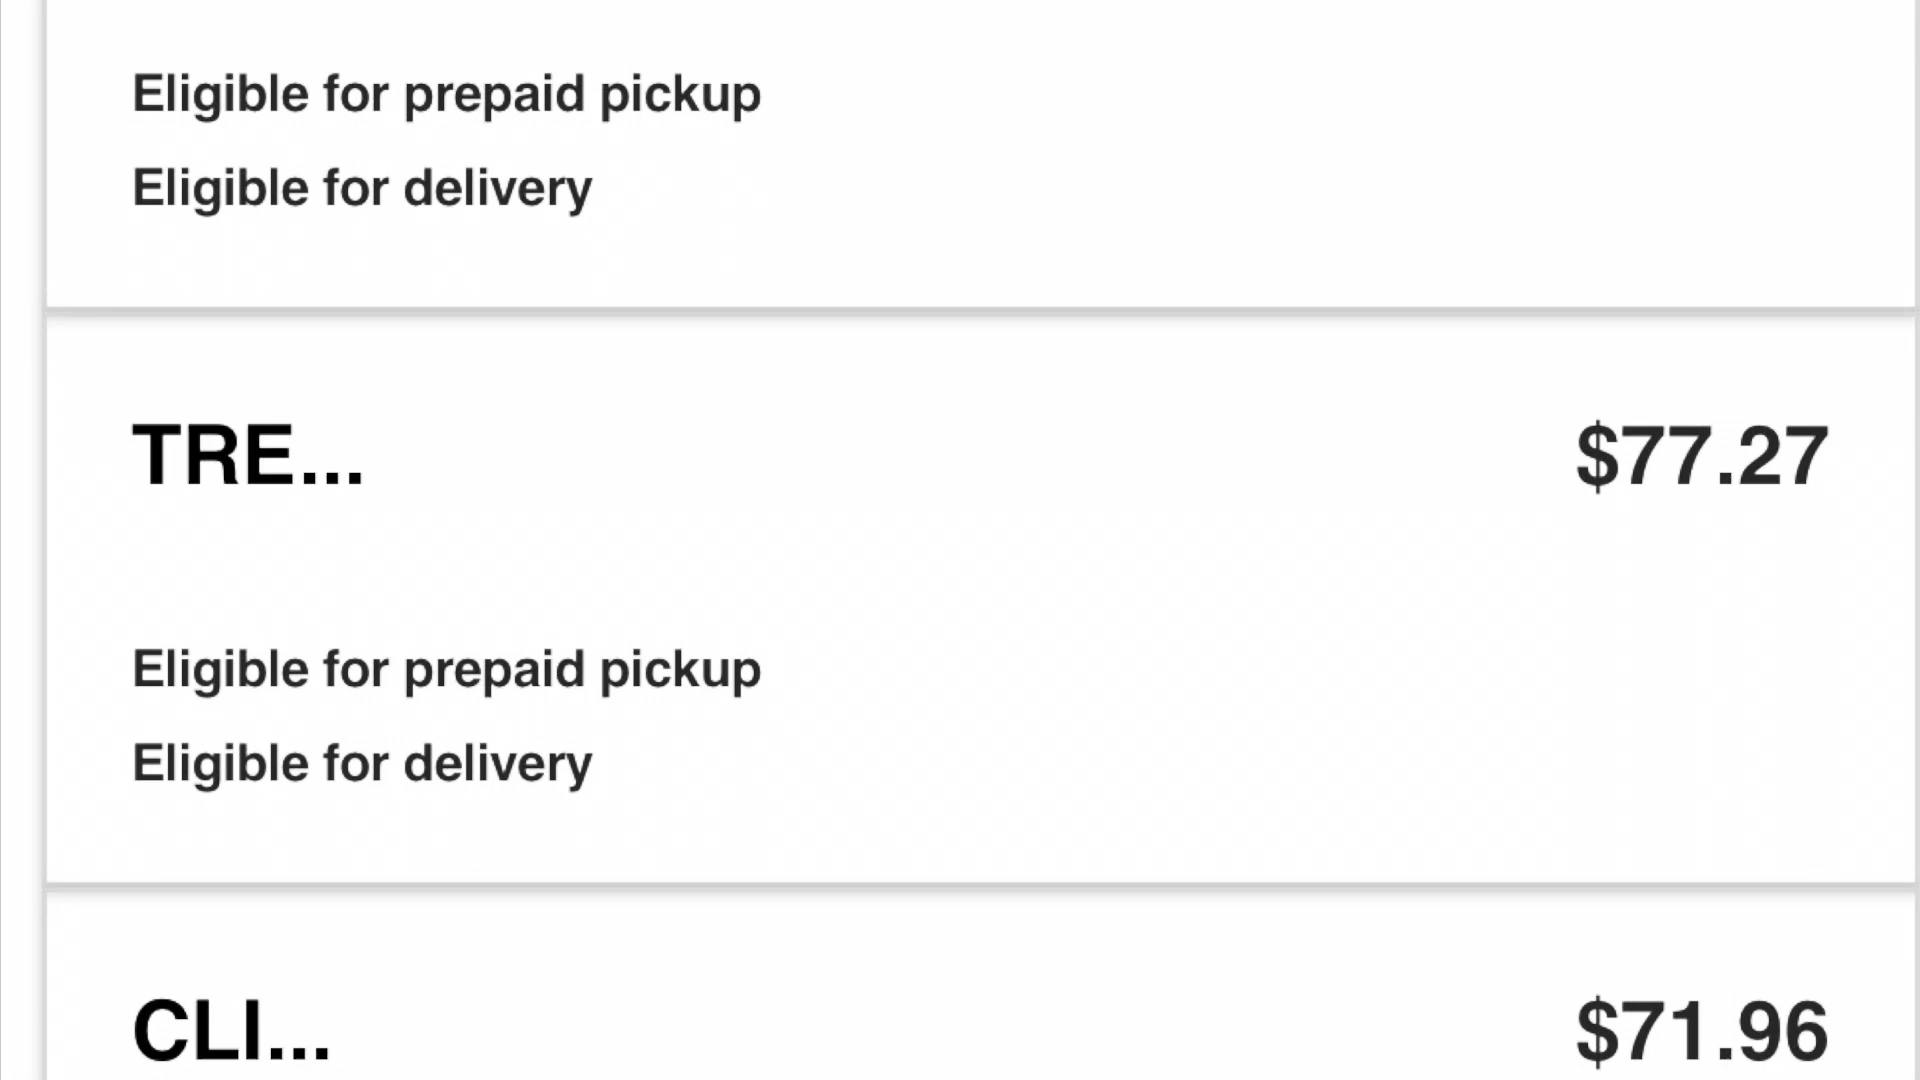 Eligible for prepaid pickup
Eligible for delivery
TRE... $77.27
Eligible for prepaid pickup
Eligible for delivery
CLI... $71.96